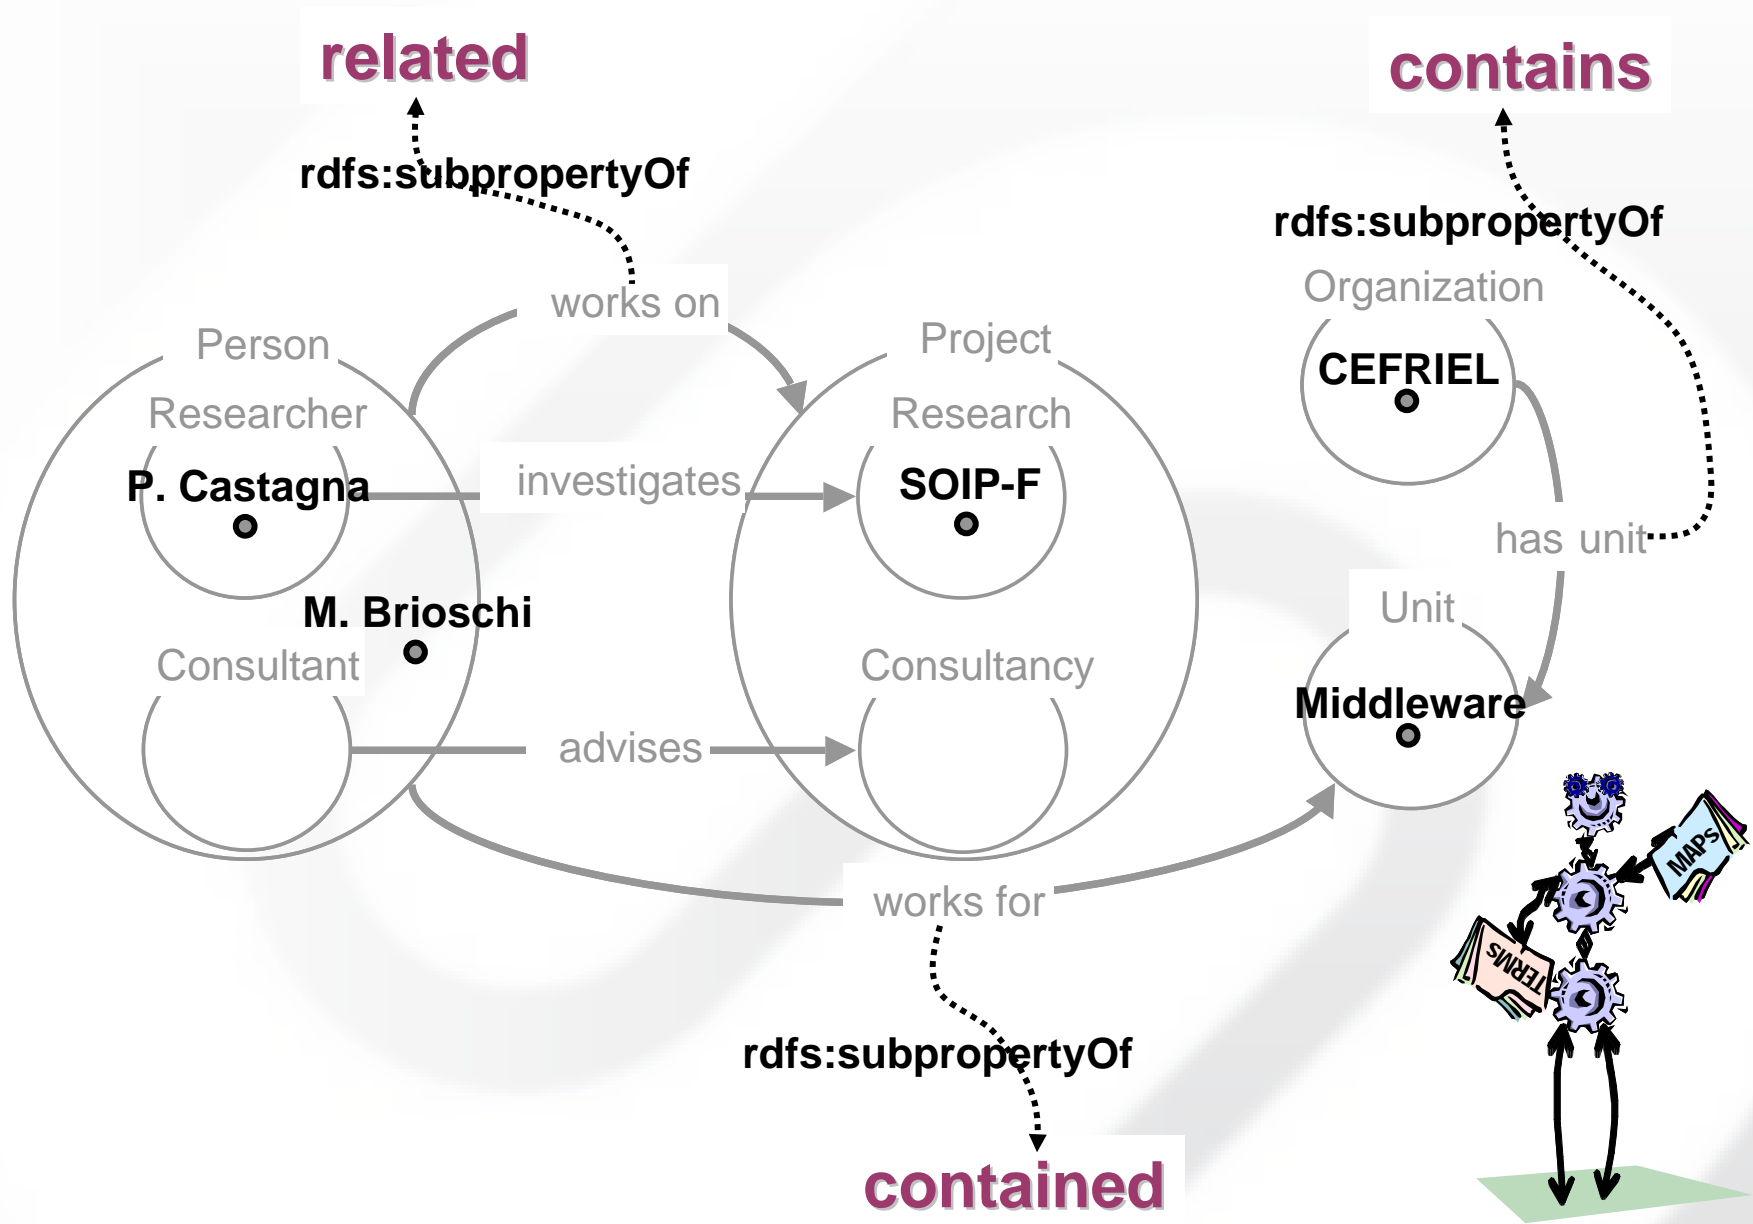 related
contains
rdfs:subpropertyOf
rdfs:subpropertyOf
Organization
works on
Person
Project
CEFRIEL
Researcher
Research
P. Castagna
investigates
SOIP-F
has unit
M. Brioschi
Unit
Consultant
Consultancy
Middleware
advises
MAPs
works for
TERMS
rdfs:subpropertyOf
contained